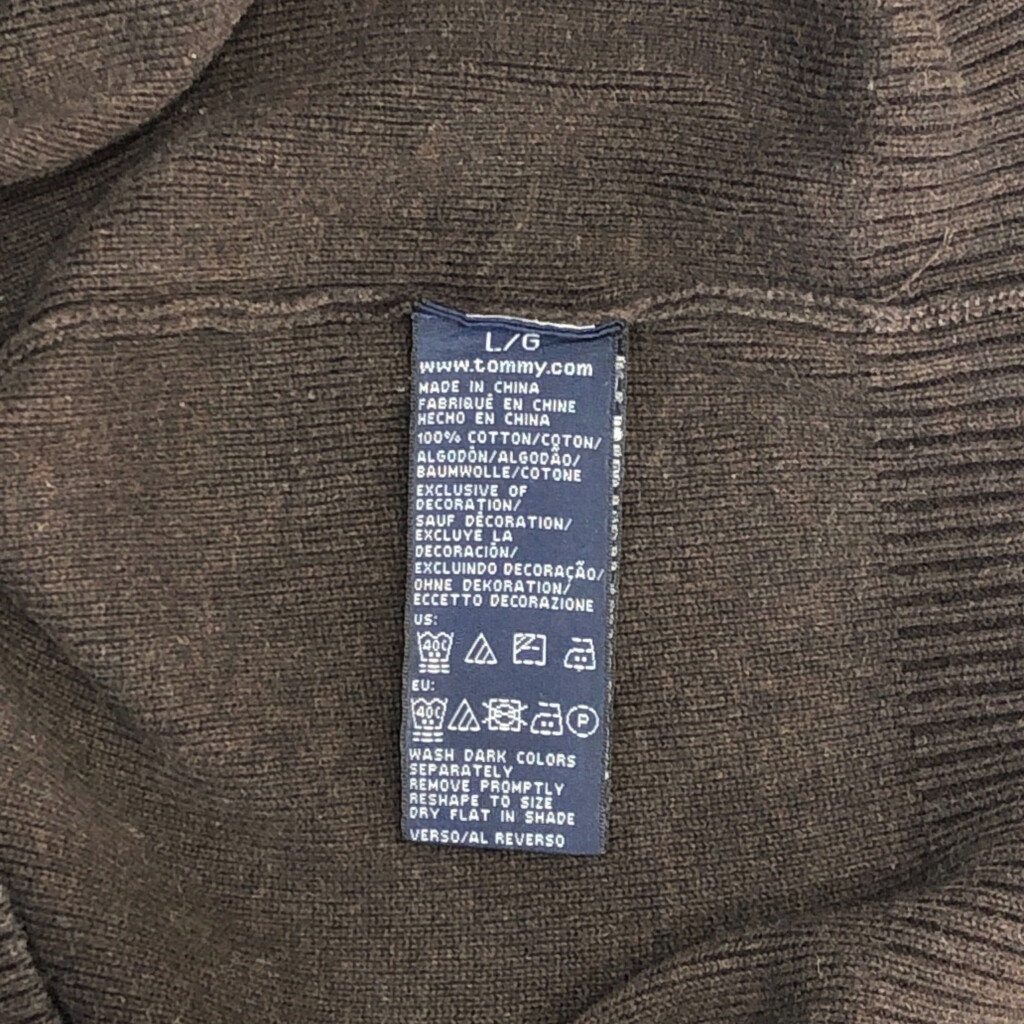 L/G
www.tommy.com
MADE IN CHINA
FABRIQUÉ EN CHINE
HECHO EN CHINA
100% COTTON/COTON/
ALGODÓN/ALGODÃO/
BAUMWOLLE/COTONE
EXCLUSIVE OF
DECORATION/
SAUF DÉCORATION/
EXCLUYE LA
DECORACIÓN/
EXCLUINDO DECORAÇÃO/
OHNE DEKORATION/
ECCETTO DECORAZIONE
US:
40C
EU:
40C P
WASH DARK COLORS
SEPARATELY
REMOVE PROMPTLY
RESHAPE TO SIZE
DRY FLAT IN SHADE
VERSO/AL REVERSO